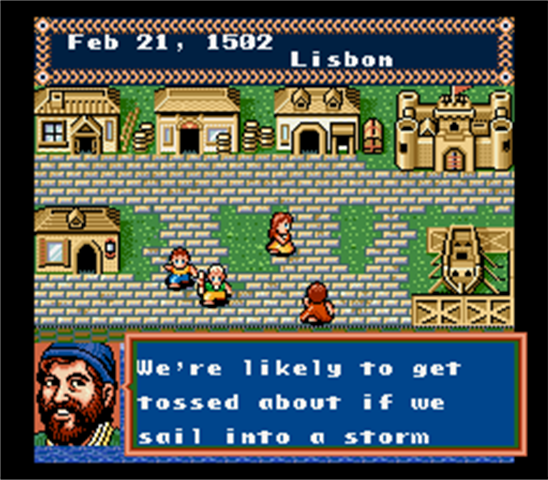 Feb 21, 1502
Lisbon
We're likely to get
tossed about if we
sail into a storm